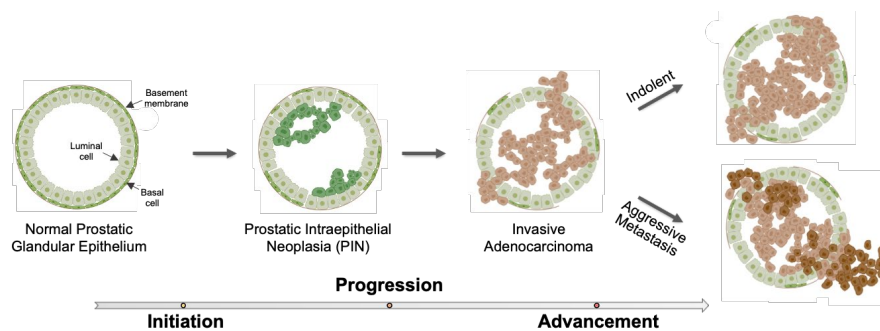 Basement
membrane
Luminal
cell
Basal
cell
Normal Prostatic
Glandular Epithelium
Prostatic Intraepithelial
Neoplasia (PIN)
Invasive
Adenocarcinoma
Indolent
Aggressive
Metastasis
Progression
Initiation
Advancement